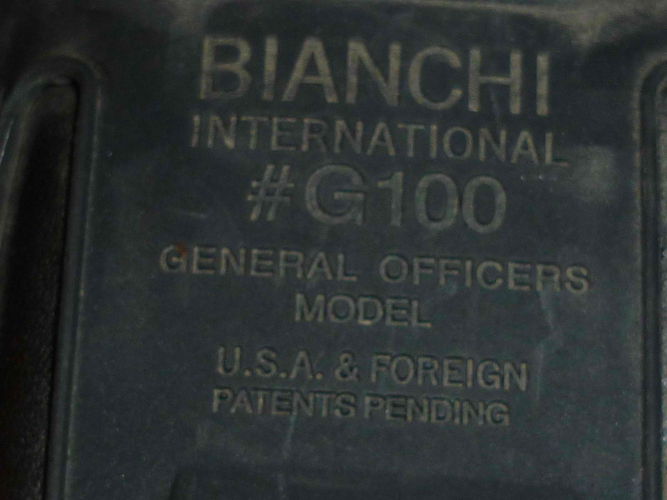 BIANCHI
INTERNATIONAL
#G100
GENERAL OFFICERS
MODEL
U.S.A. & FOREIGN
PATENTS PENDING